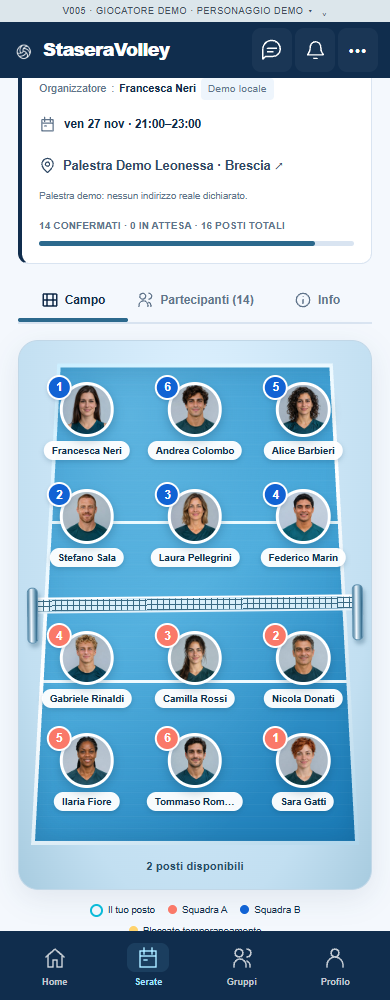 V005 · GIOCATORE DEMO · PERSONAGGIO DEMO
StaseraVolley
Organizzatore : Francesca Neri Demo locale
ven 27 nov · 21:00–23:00
Palestra Demo Leonessa · Brescia ↗
Palestra demo: nessun indirizzo reale dichiarato.
14 CONFERMATI · 0 IN ATTESA · 16 POSTI TOTALI
Campo Partecipanti (14) Info
1 6 5
Francesca Neri Andrea Colombo Alice Barbieri
2 3 4
Stefano Sala Laura Pellegrini Federico Marin
4 3 2
Gabriele Rinaldi Camilla Rossi Nicola Donati
5 6 1
Ilaria Fiore Tommaso Rom… Sara Gatti
2 posti disponibili
Il tuo posto Squadra A Squadra B
Bloccato temporaneamente
Home Serate Gruppi Profilo